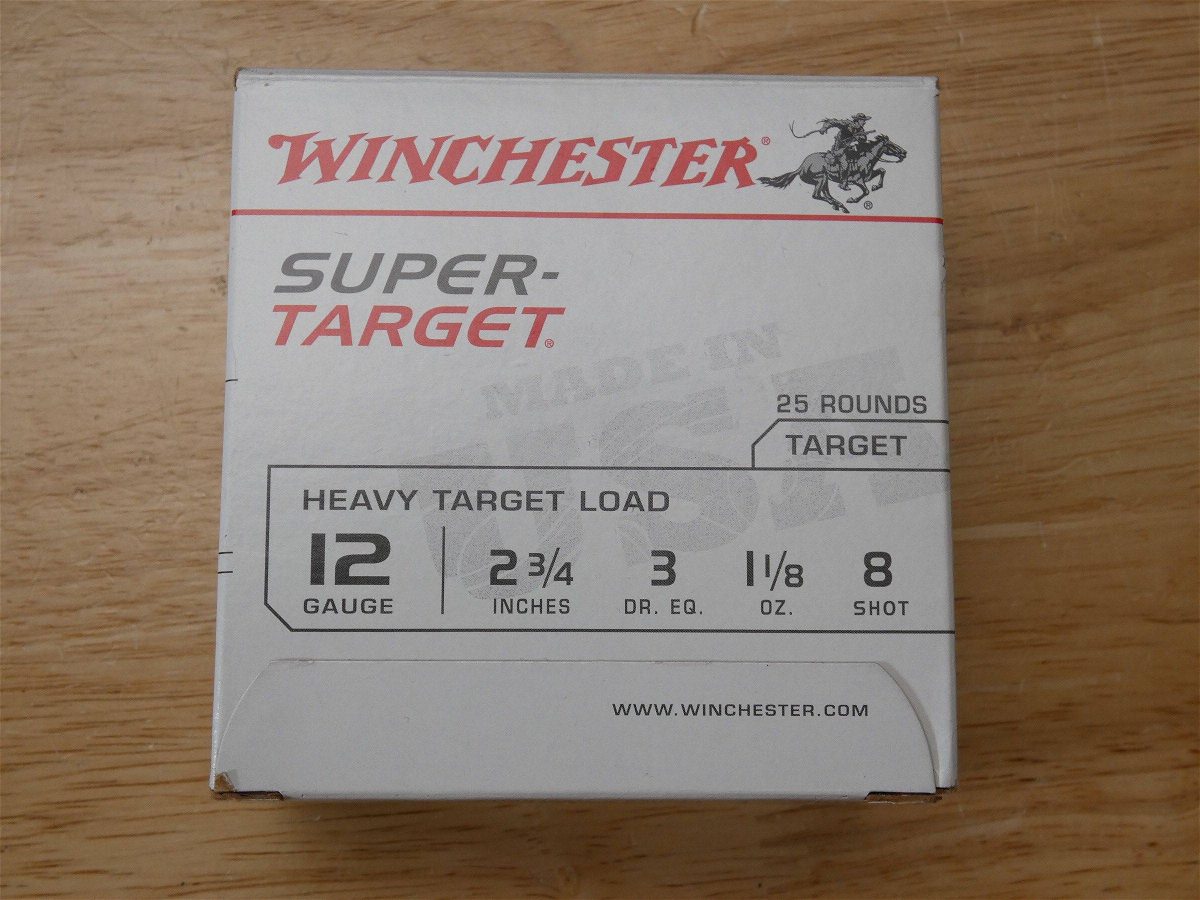 WINCHESTER®
®
SUPER-
TARGET®
MADE IN
USA
25 ROUNDS
TARGET
HEAVY TARGET LOAD
12 GAUGE
2 3/4 INCHES
3 DR. EQ.
1 1/8 OZ.
8 SHOT
WWW.WINCHESTER.COM